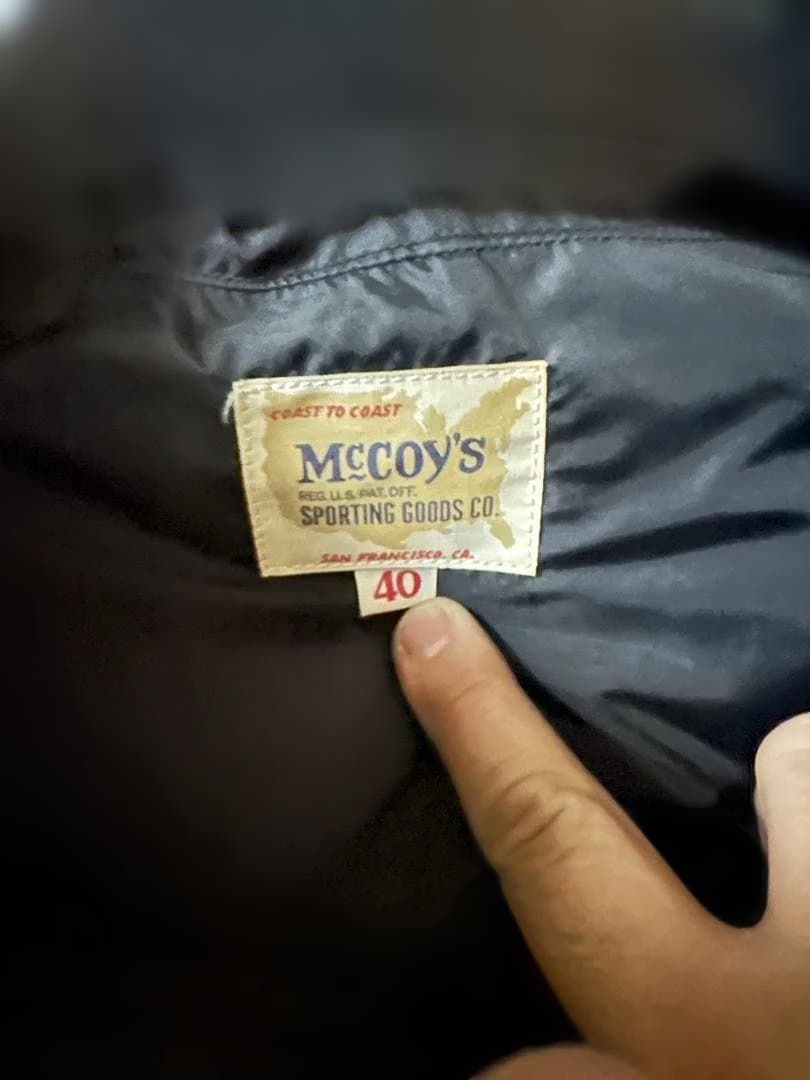 COAST TO COAST
McCOY'S
REG. U.S. PAT. OFF.
SPORTING GOODS CO.
SAN FRANCISCO. CA.
40